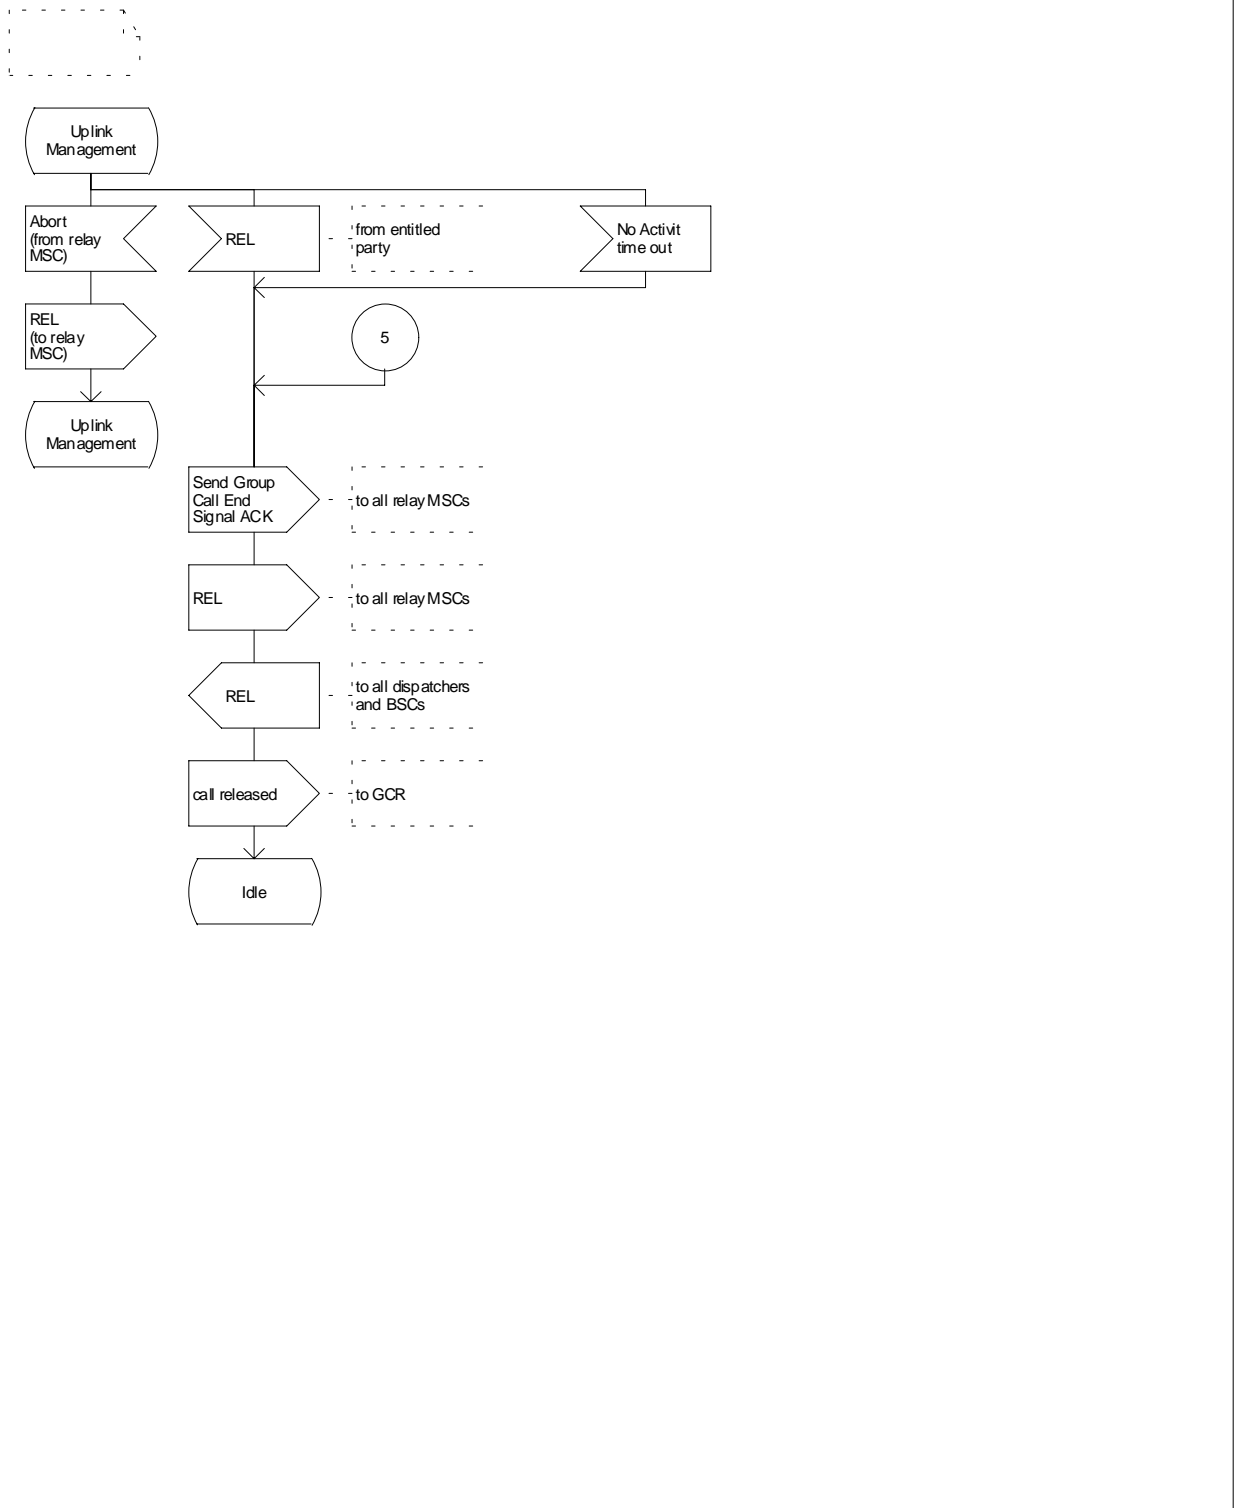 Uplink
Management
Abort
(from relay
MSC)
REL
from entitled
party
No Activit
time out
REL
(to relay
MSC)
5
Uplink
Management
Send Group
Call End
Signal ACK
to all relay MSCs
REL
to all relay MSCs
REL
to all dispatchers
and BSCs
call released
to GCR
Idle